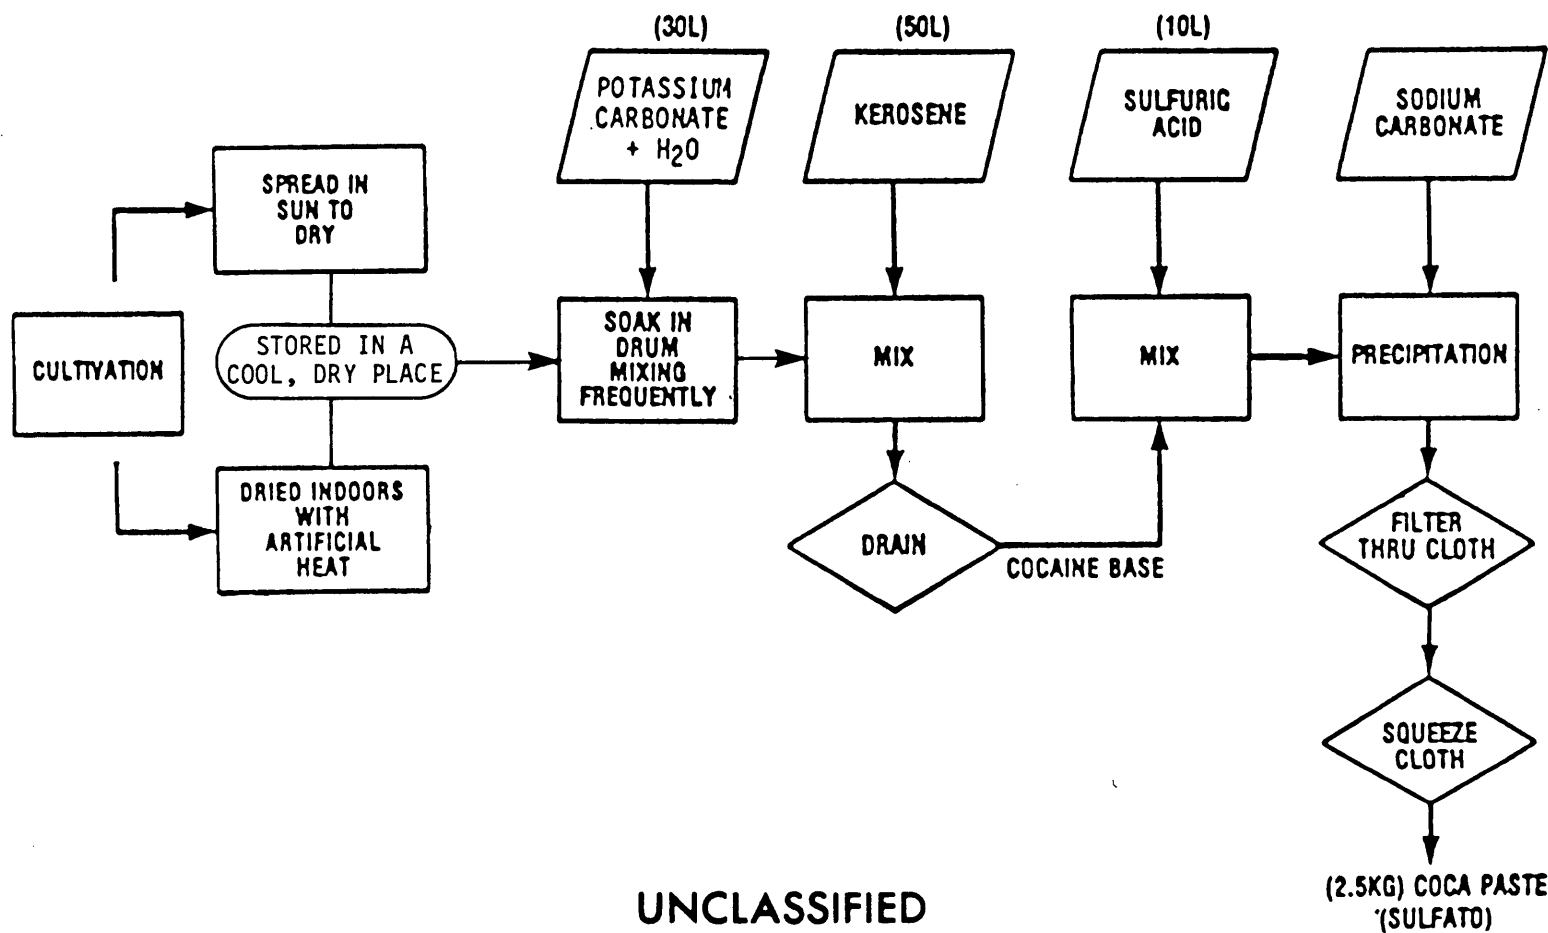 (30L)
(50L)
(10L)
POTASSIUM
CARBONATE
+ H2O
KEROSENE
SULFURIC
ACID
SODIUM
CARBONATE
SPREAD IN
SUN TO
DRY
CULTIVATION
STORED IN A
COOL, DRY PLACE
DRIED INDOORS
WITH
ARTIFICIAL
HEAT
SOAK IN
DRUM
MIXING
FREQUENTLY
MIX
DRAIN
COCAINE BASE
MIX
PRECIPITATION
FILTER
THRU CLOTH
SQUEEZE
CLOTH
(2.5KG) COCA PASTE
(SULFATO)
UNCLASSIFIED